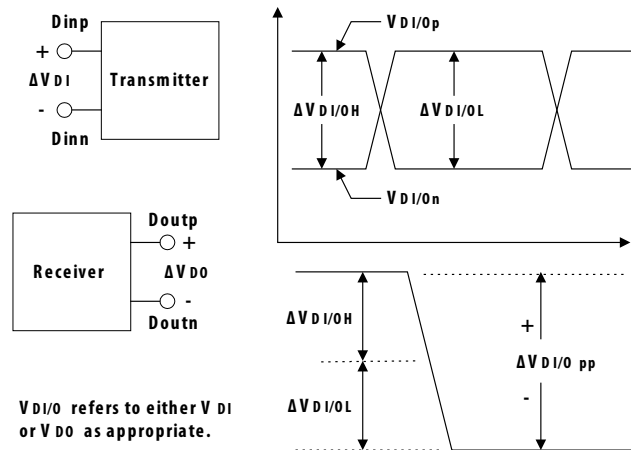 Dinp
+
ΔV DI
Transmitter
-
Dinn
V DI/Op
ΔV DI/OH
ΔV DI/OL
V DI/On
Doutp
+
Receiver
ΔV DO
-
Doutn
ΔV DI/OH
+
ΔV DI/O pp
ΔV DI/OL
-
V DI/O refers to either V DI
or V DO as appropriate.